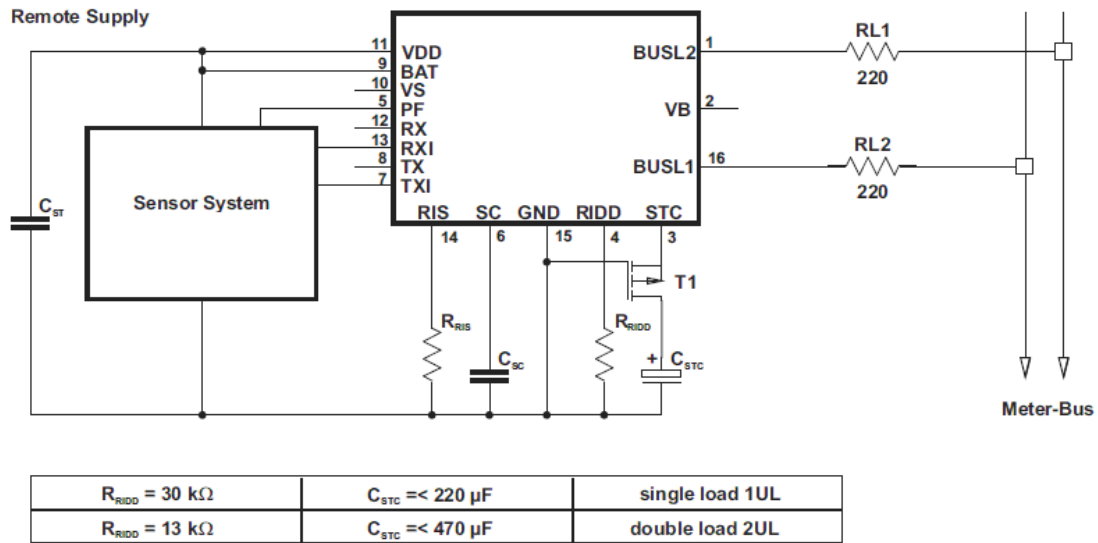 Remote Supply
11 VDD
9 BAT
10 VS
5 PF
12 RX
13 RXI
8 TX
7 TXI
BUSL2 1
VB 2
BUSL1 16
RL1
220
RL2
220
RIS SC GND RIDD STC
14 6 15 4 3
Sensor System
CST
T1
RRIS
CSC
RRIDD
+ CSTC
Meter-Bus
RRIDD = 30 kΩ CSTC =< 220 µF single load 1UL
RRIDD = 13 kΩ CSTC =< 470 µF double load 2UL